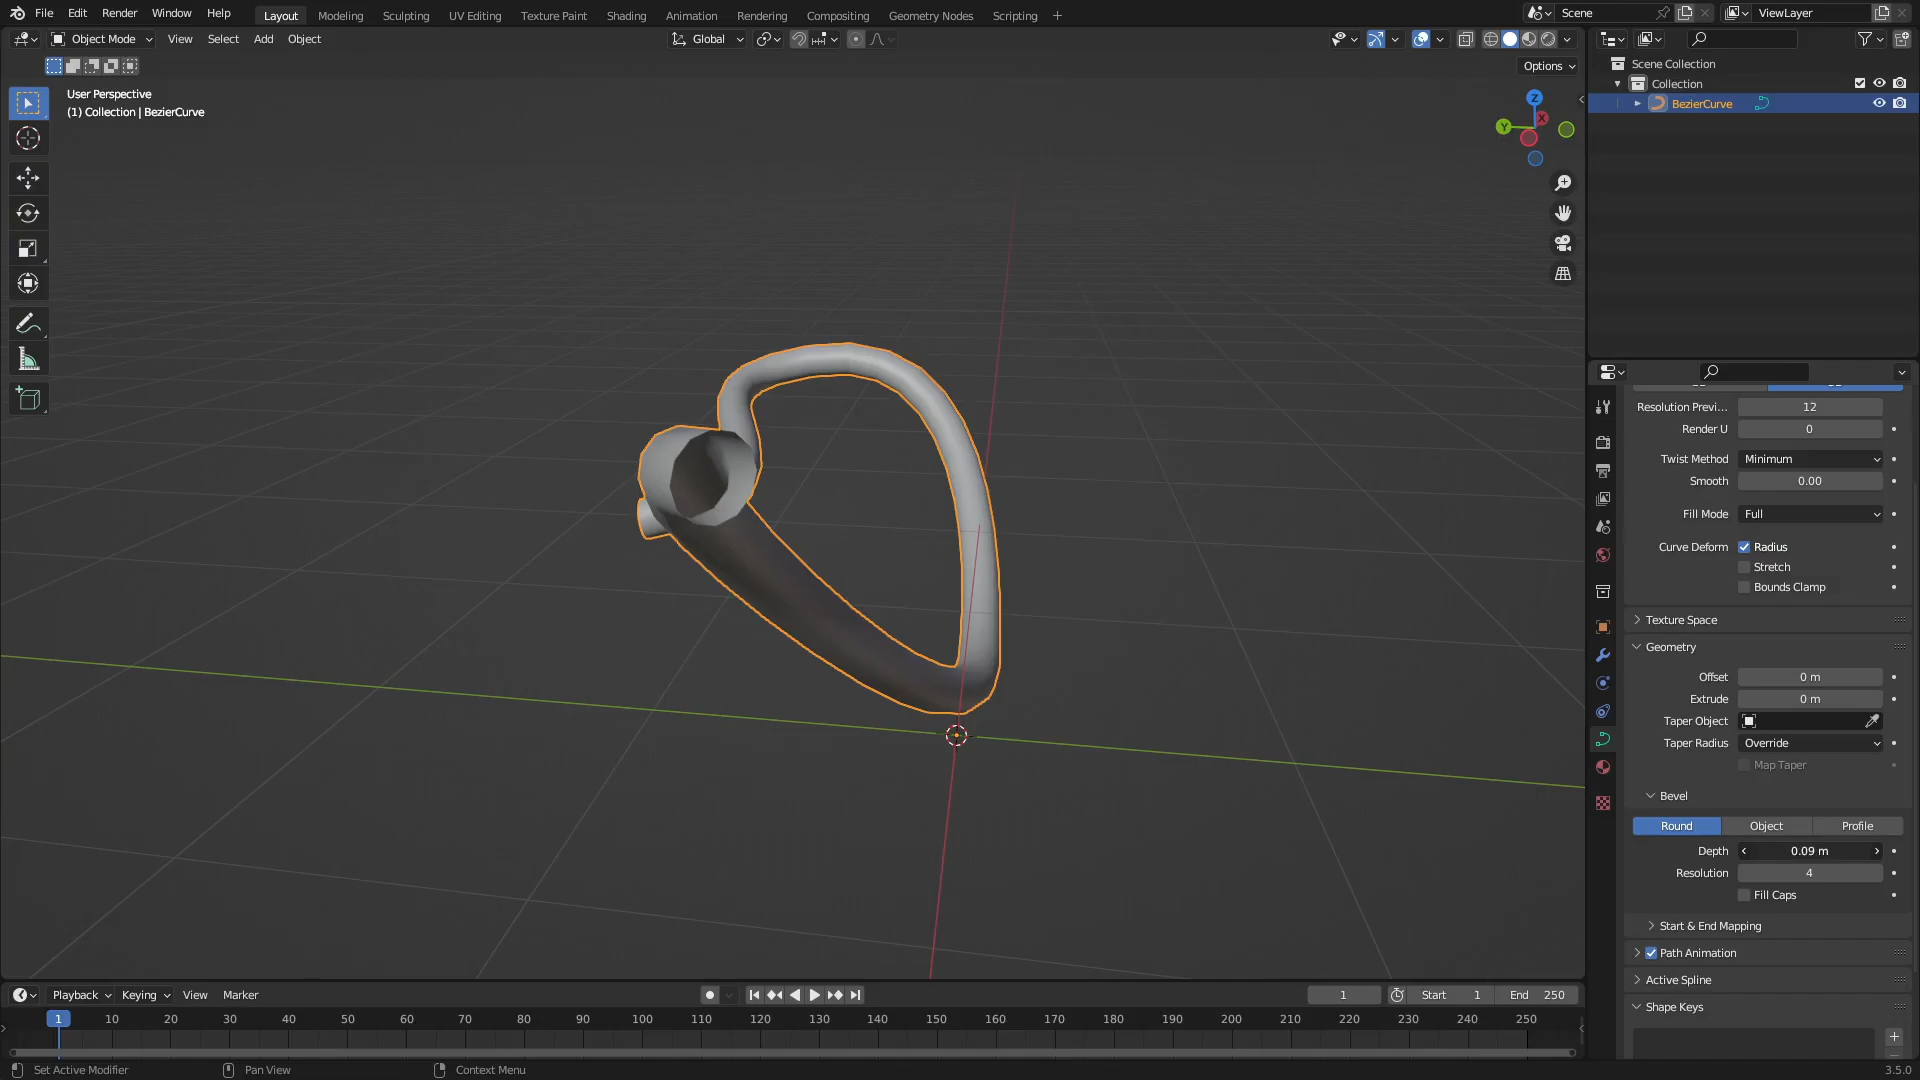 File Edit Render Window Help
Layout Modeling Sculpting UV Editing Texture Paint Shading Animation Rendering Compositing Geometry Nodes Scripting +
Scene
ViewLayer
Object Mode View Select Add Object
Global
Options
User Perspective
(1) Collection | BezierCurve
Z
X
Y
Scene Collection
Collection
BezierCurve
Resolution Previ... 12
Render U 0
Twist Method Minimum
Smooth 0.00
Fill Mode Full
Curve Deform Radius
Stretch
Bounds Clamp
Texture Space
Geometry
Offset 0 m
Extrude 0 m
Taper Object
Taper Radius Override
Map Taper
Bevel
Round Object Profile
Depth 0.09 m
Resolution 4
Fill Caps
Start & End Mapping
Path Animation
Active Spline
Shape Keys
Playback Keying View Marker
1 Start 1 End 250
1 10 20 30 40 50 60 70 80 90 100 110 120 130 140 150 160 170 180 190 200 210 220 230 240 250
Set Active Modifier Pan View Context Menu 3.5.0